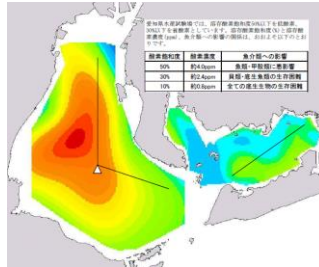 愛知県水産試験場では、溶存酸素飽和度50%以下を貧酸素、
30%以下を強酸素としています。溶存酸素飽和度(%)と溶存酸
素濃度(ppm)、魚介類への影響の関係は、おおよそ以下のとお
りです。
酸素飽和度 酸素濃度 魚介類への影響
50% 約4.0ppm 魚類・甲殻類に悪影響
30% 約2.4ppm 貝類・底生魚類の生存困難
10% 約0.8ppm 全ての底生生物の生存困難